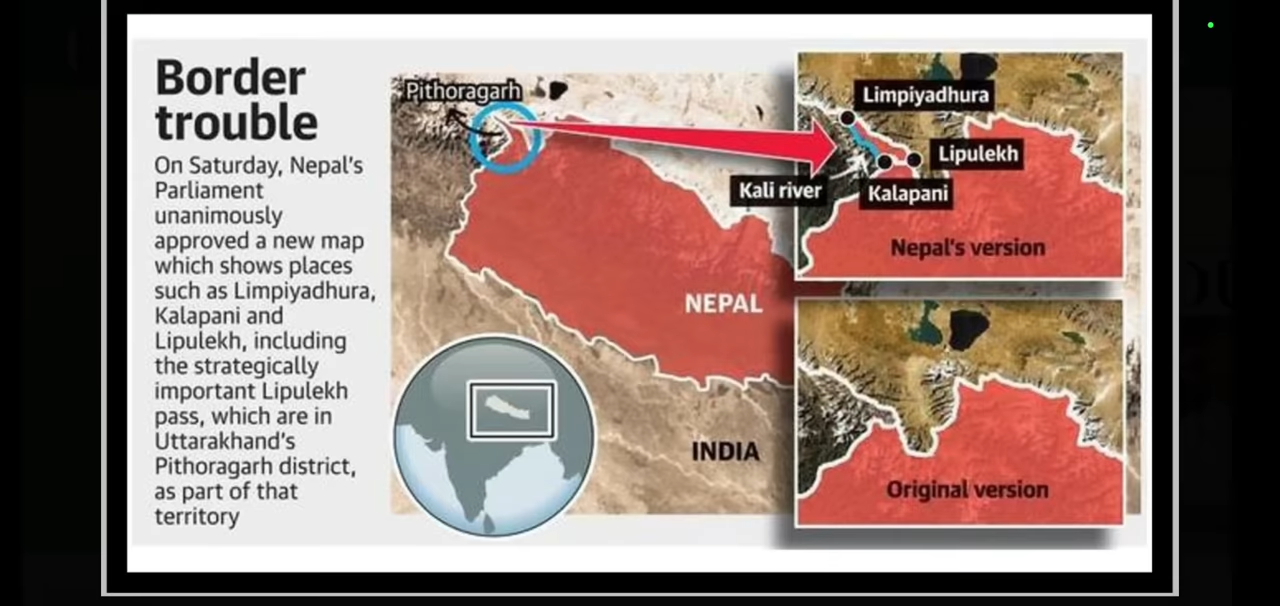 Border
trouble
On Saturday, Nepal's
Parliament
unanimously
approved a new map
which shows places
such as Limpiyadhura,
Kalapani and
Lipulekh, including
the strategically
important Lipulekh
pass, which are in
Uttarakhand's
Pithoragarh district,
as part of that
territory
Pithoragarh
NEPAL
INDIA
Limpiyadhura
Lipulekh
Kali river
Kalapani
Nepal's version
Original version